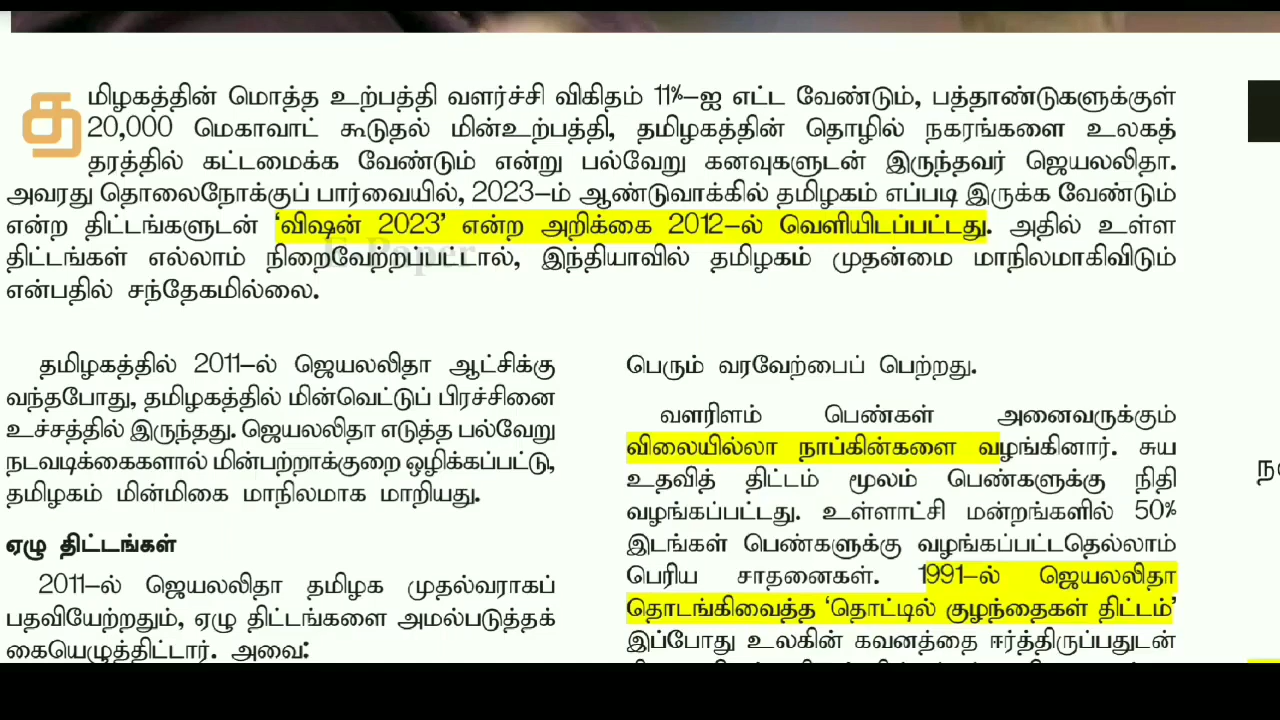 தமிழகத்தின் மொத்த உற்பத்தி வளர்ச்சி விகிதம் 11%-ஐ எட்ட வேண்டும், பத்தாண்டுகளுக்குள்
20,000 மெகாவாட் கூடுதல் மின்உற்பத்தி, தமிழகத்தின் தொழில் நகரங்களை உலகத்
தரத்தில் கட்டமைக்க வேண்டும் என்று பல்வேறு கனவுகளுடன் இருந்தவர் ஜெயலலிதா.
அவரது தொலைநோக்குப் பார்வையில், 2023-ம் ஆண்டுவாக்கில் தமிழகம் எப்படி இருக்க வேண்டும்
என்ற திட்டங்களுடன் ‘விஷன் 2023’ என்ற அறிக்கை 2012-ல் வெளியிடப்பட்டது. அதில் உள்ள
திட்டங்கள் எல்லாம் நிறைவேற்றப்பட்டால், இந்தியாவில் தமிழகம் முதன்மை மாநிலமாகிவிடும்
என்பதில் சந்தேகமில்லை.
E-Paper
தமிழகத்தில் 2011-ல் ஜெயலலிதா ஆட்சிக்கு
வந்தபோது, தமிழகத்தில் மின்வெட்டுப் பிரச்சினை
உச்சத்தில் இருந்தது. ஜெயலலிதா எடுத்த பல்வேறு
நடவடிக்கைகளால் மின்பற்றாக்குறை ஒழிக்கப்பட்டு,
தமிழகம் மின்மிகை மாநிலமாக மாறியது.
ஏழு திட்டங்கள்
2011-ல் ஜெயலலிதா தமிழக முதல்வராகப்
பதவியேற்றதும், ஏழு திட்டங்களை அமல்படுத்தக்
கையெழுத்திட்டார். அவை:
பெரும் வரவேற்பைப் பெற்றது.
வளரிளம் பெண்கள் அனைவருக்கும்
விலையில்லா நாப்கின்களை வழங்கினார். சுய
உதவித் திட்டம் மூலம் பெண்களுக்கு நிதி
வழங்கப்பட்டது. உள்ளாட்சி மன்றங்களில் 50%
இடங்கள் பெண்களுக்கு வழங்கப்பட்டதெல்லாம்
பெரிய சாதனைகள். 1991-ல் ஜெயலலிதா
தொடங்கிவைத்த ‘தொட்டில் குழந்தைகள் திட்டம்’
இப்போது உலகின் கவனத்தை ஈர்த்திருப்பதுடன்